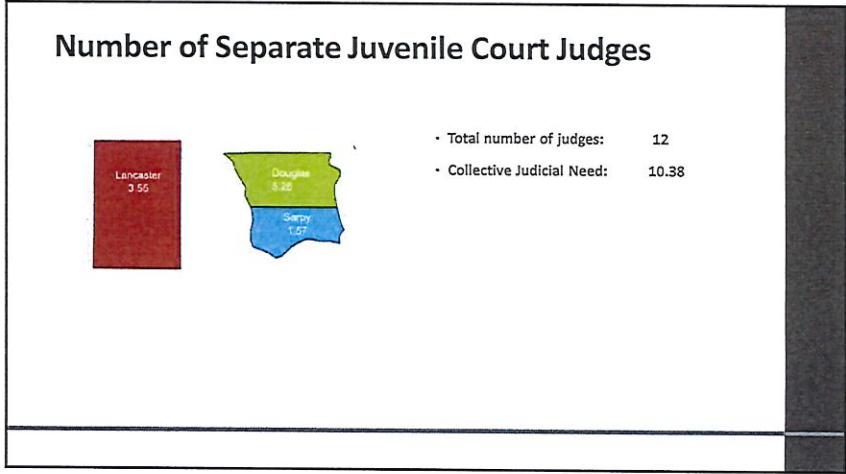 Number of Separate Juvenile Court Judges
Lancaster
3.55
Douglas
5.26
Sarpy
1.57
• Total number of judges: 12
• Collective Judicial Need: 10.38